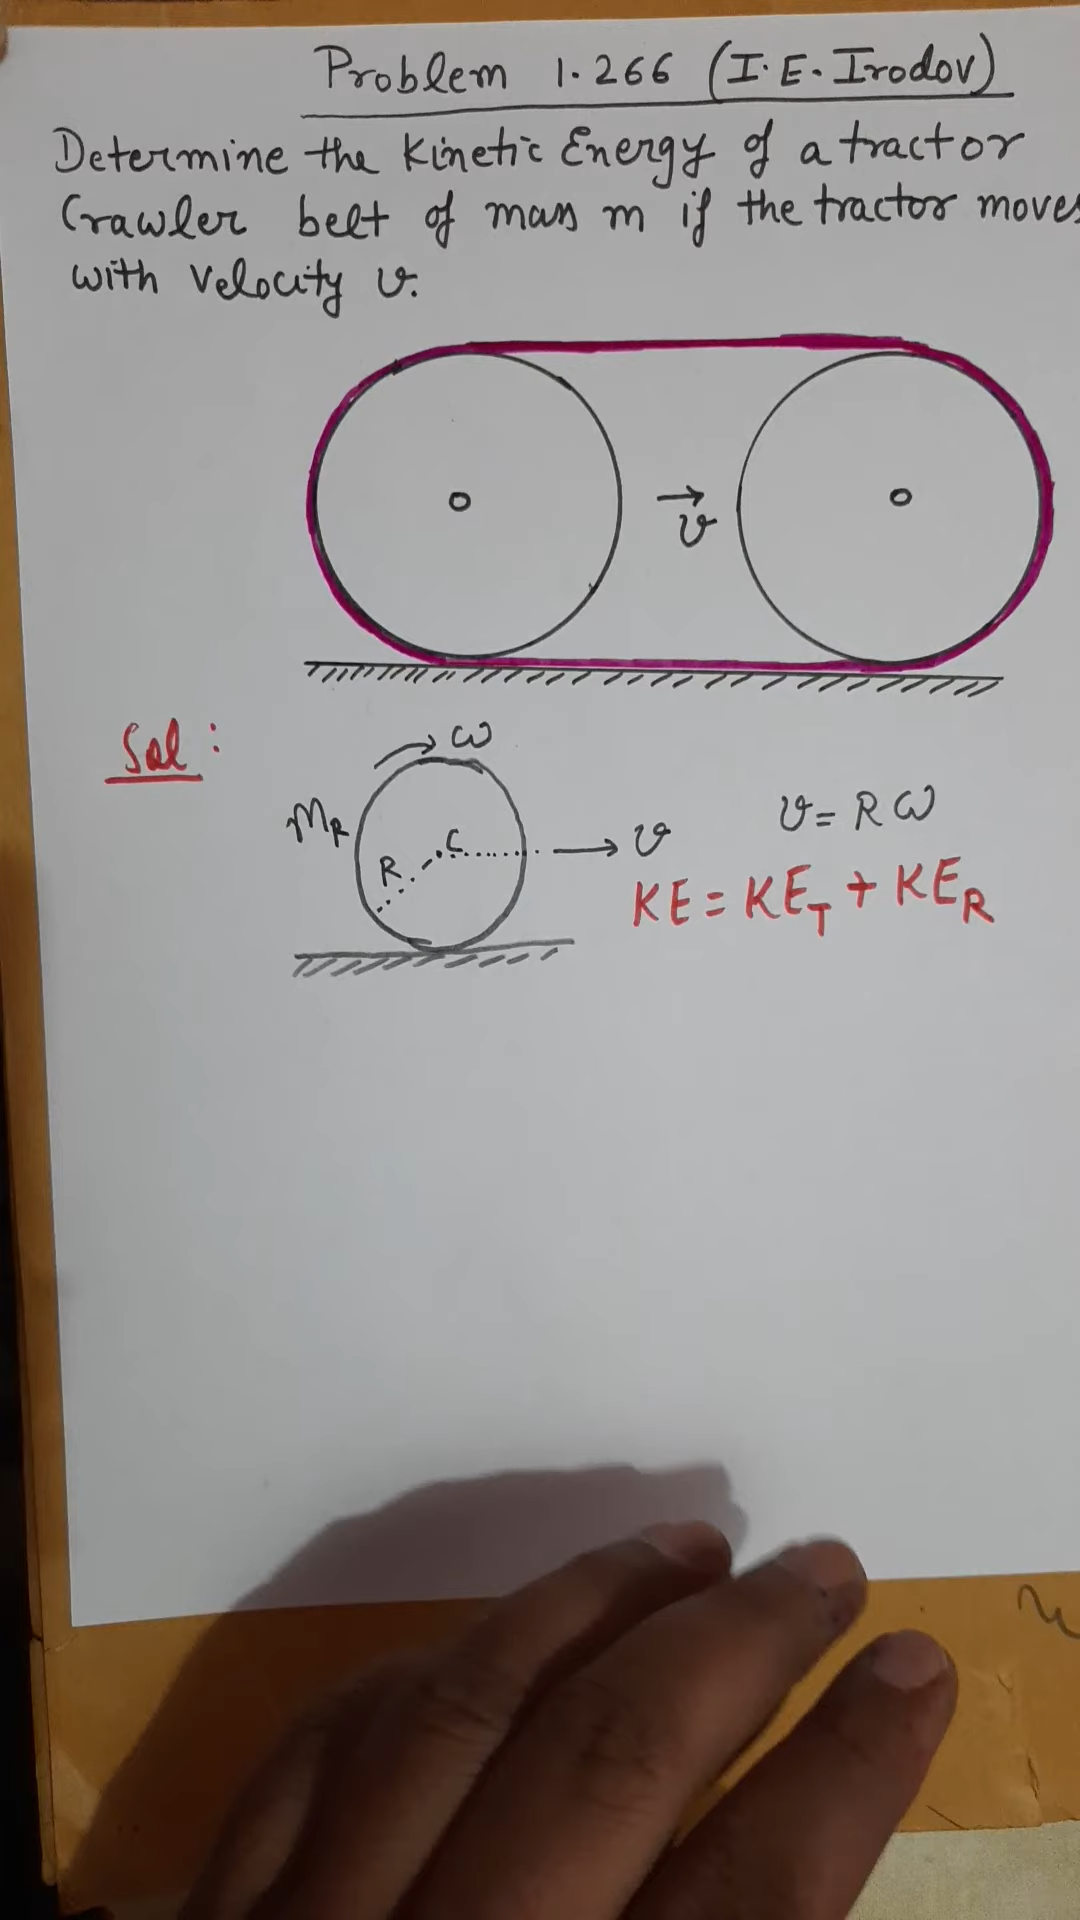 Problem 1.266 (I.E. Irodov)
Determine the Kinetic Energy of a tractor
Crawler belt of mass m if the tractor moves
with velocity v.
v
Sol:
ω
m_R
C
R
v
v = Rω
KE = KE_T + KE_R